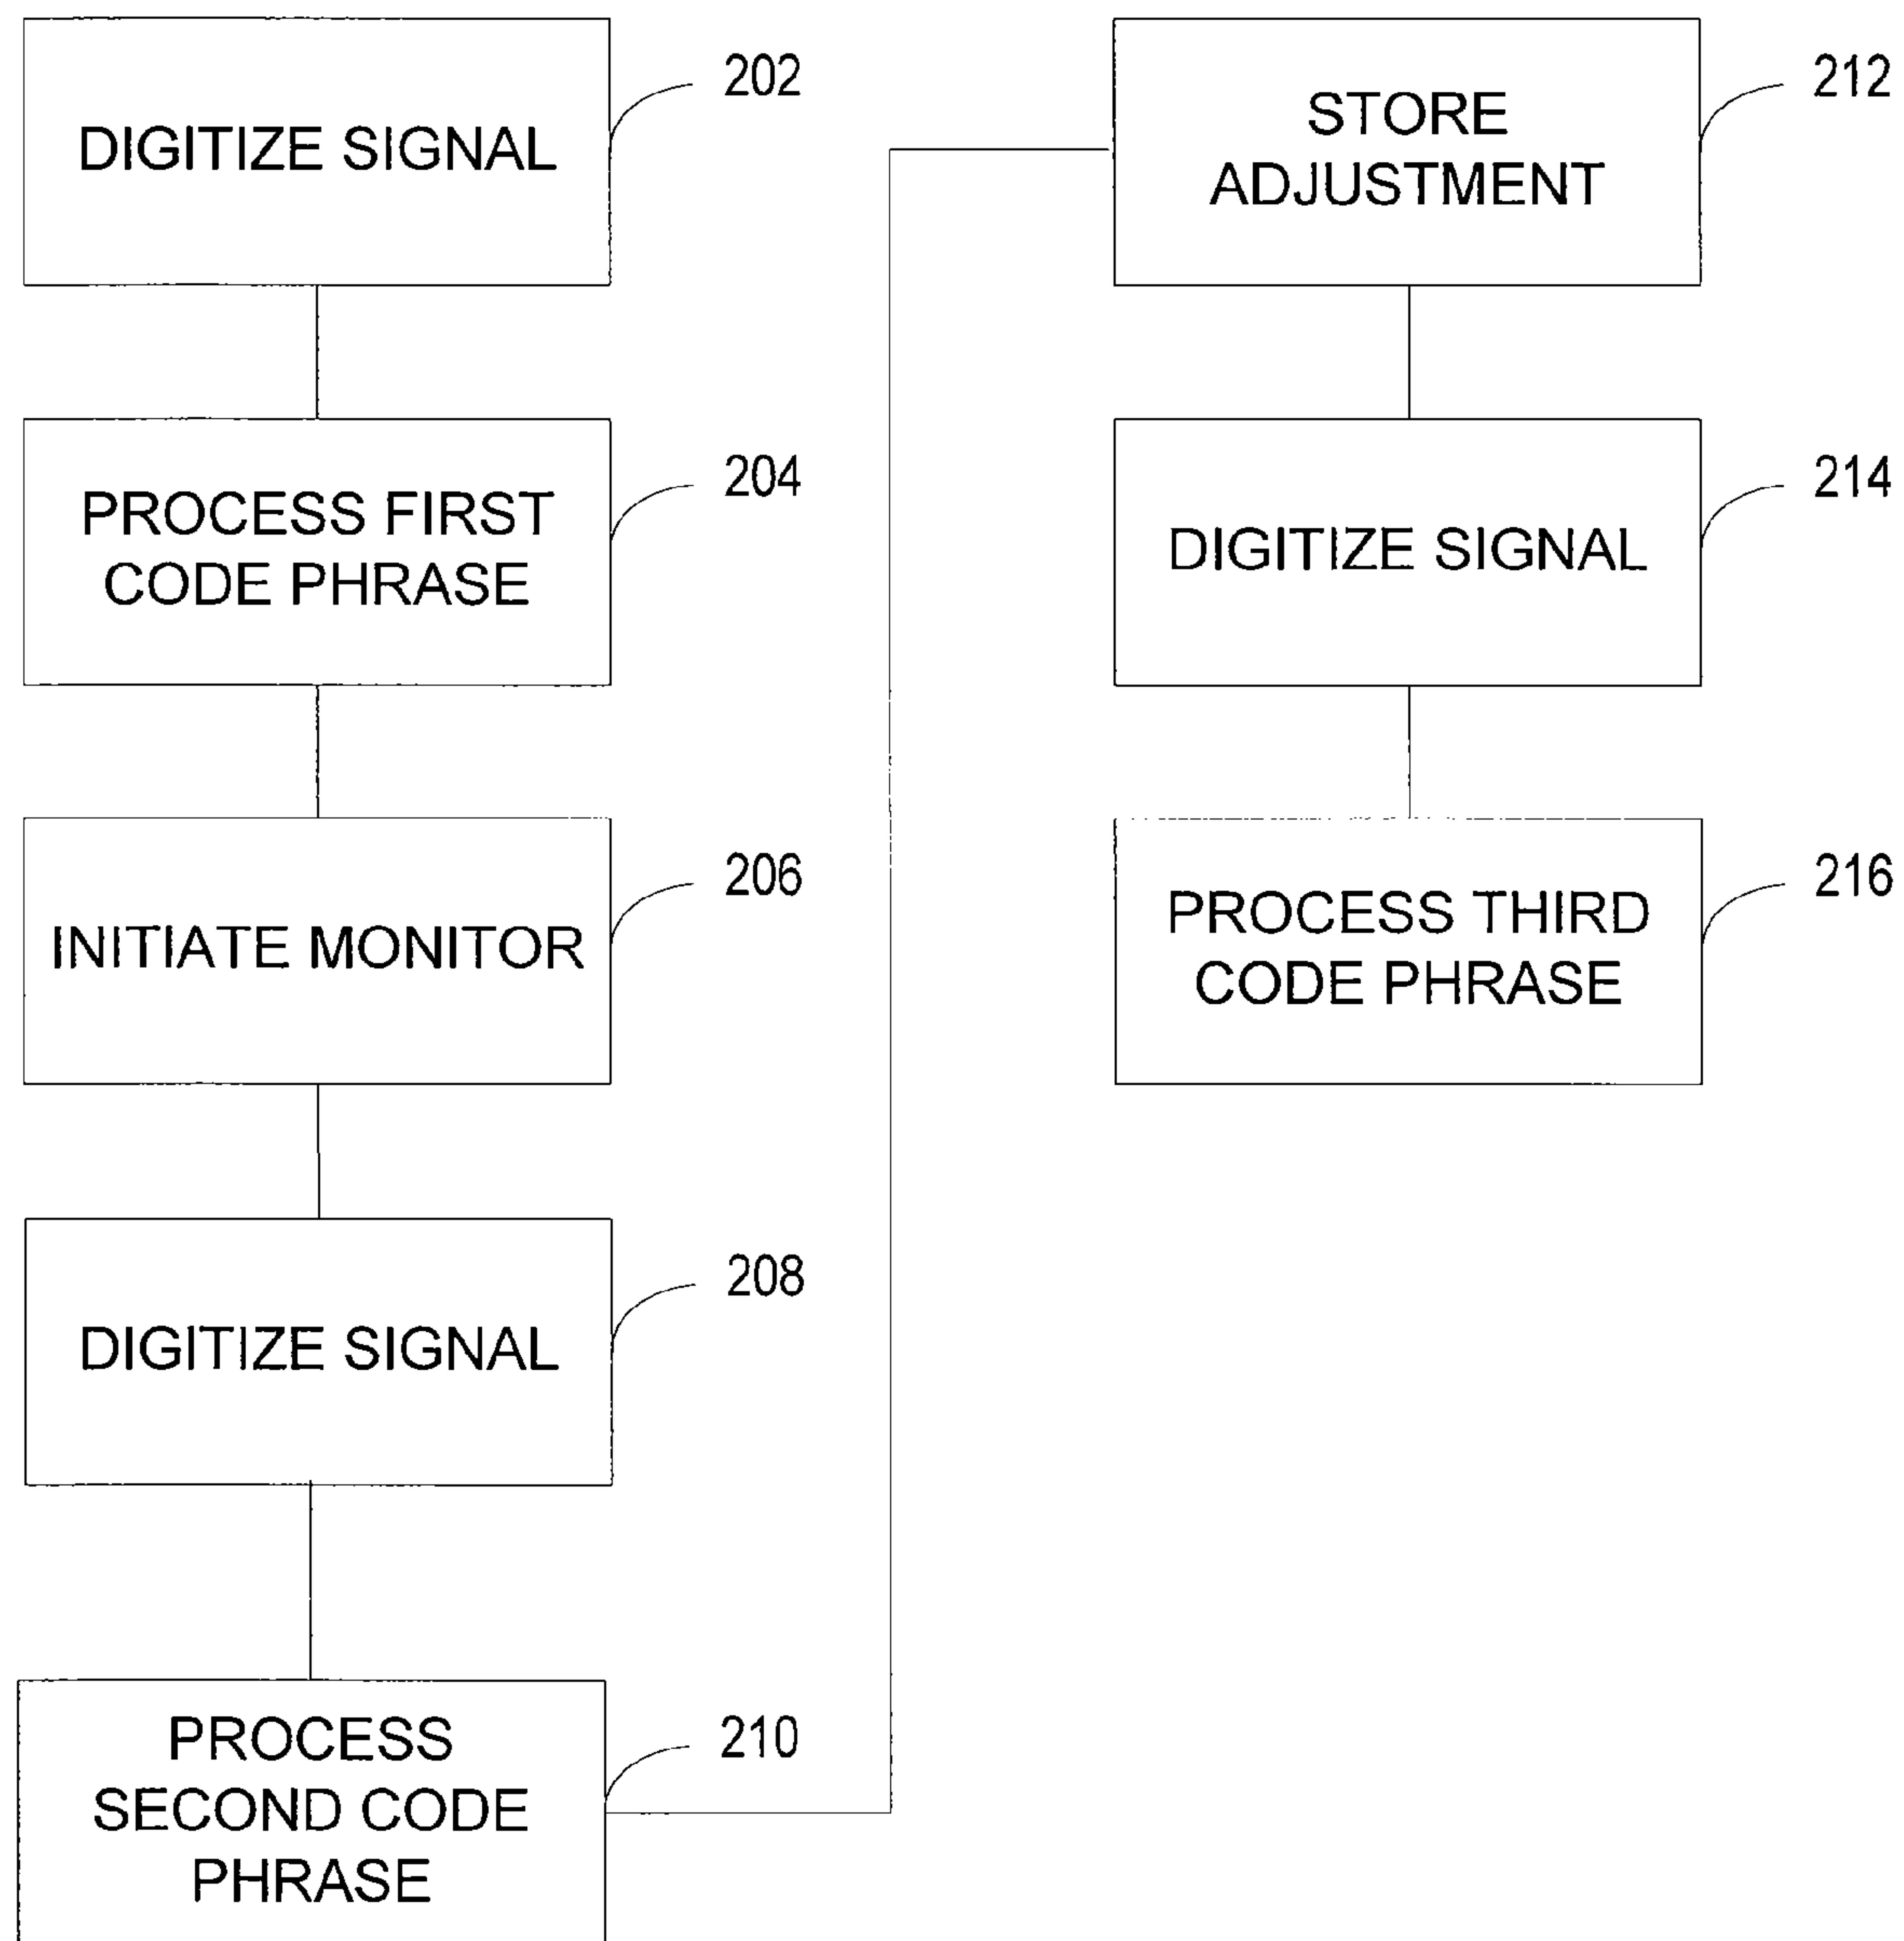 DIGITIZE SIGNAL
202
PROCESS FIRST
CODE PHRASE
204
INITIATE MONITOR
206
DIGITIZE SIGNAL
208
PROCESS
SECOND CODE
PHRASE
210
STORE
ADJUSTMENT
212
DIGITIZE SIGNAL
214
PROCESS THIRD
CODE PHRASE
216